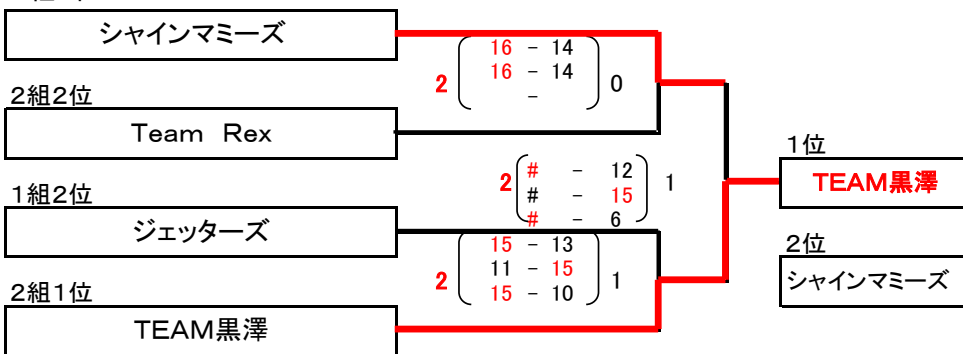 シャインマミーズ
16 - 14
16 - 14
-
2
0
2組2位
Team Rex
1位
TEAM黒澤
# - 12
# - 15
# - 6
2
1
1組2位
ジェッターズ
15 - 13
11 - 15
15 - 10
2
1
2位
シャインマミーズ
2組1位
TEAM黒澤